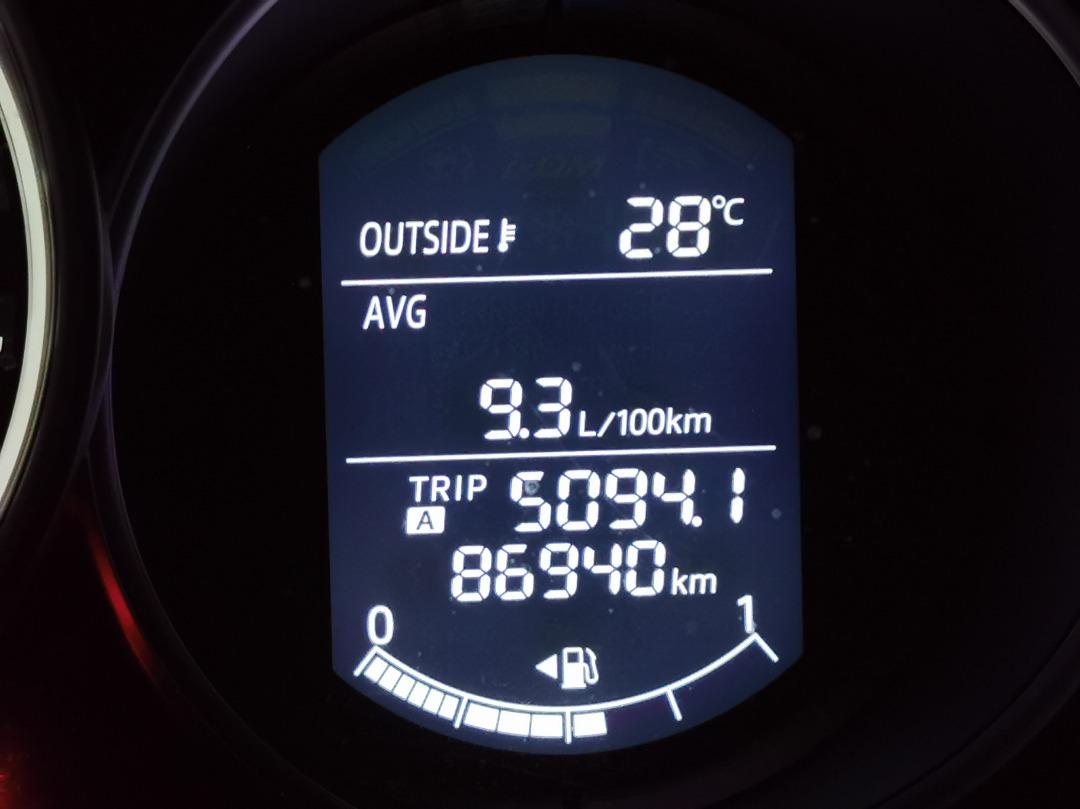 OUTSIDE 28°C
AVG
9.3 L/100km
TRIP A 5094.1
86940 km
0 1